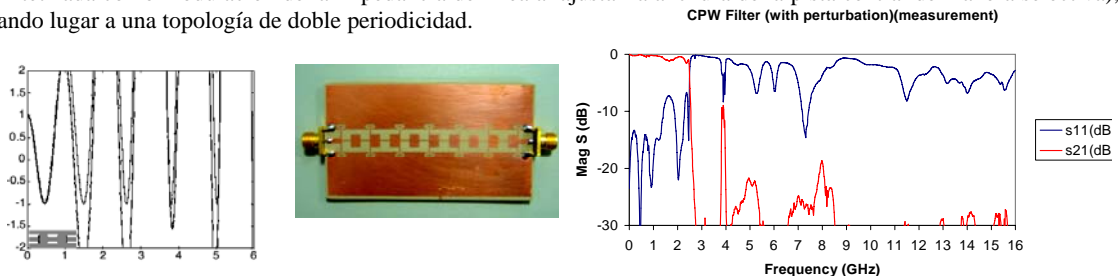 ando lugar a una topología de doble periodicidad.
CPW Filter (with perturbation)(measurement)
2
1.5
1
0.5
0
-0.5
-1
-1.5
-2
0 1 2 3 4 5 6
0
-10
-20
-30
Mag S (dB)
0 1 2 3 4 5 6 7 8 9 10 11 12 13 14 15 16
Frequency (GHz)
s11(dB
s21(dB